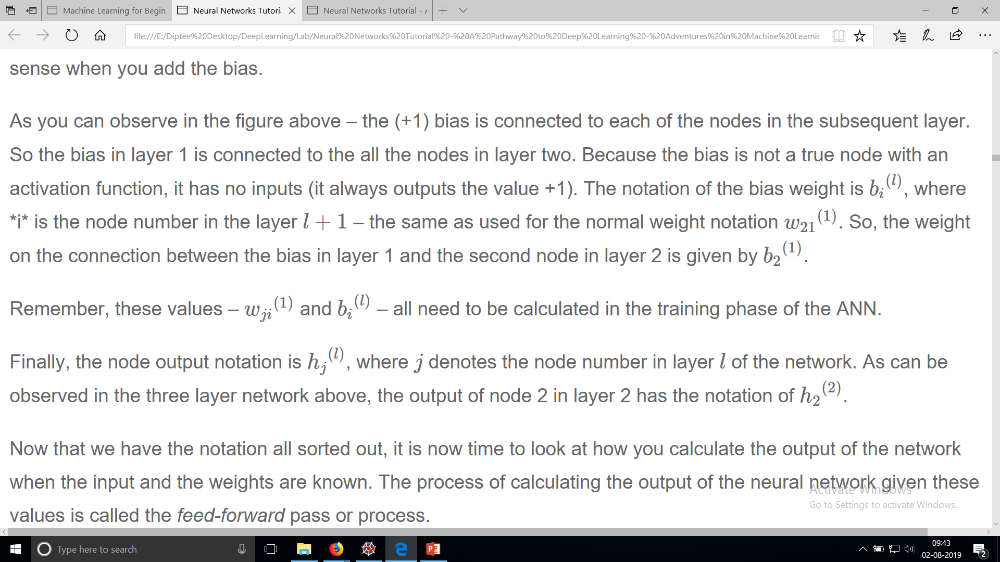 Machine Learning for Begin
Neural Networks Tutori
Neural Networks Tutorial - A
file:///E:/Diptee%20Desktop/DeepLearning/Lab/Neural%20Networks%20Tutorial%20-%20A%20Pathway%20to%20Deep%20Learning%20-%20Adventures%20in%20Machine%20Learnin
sense when you add the bias.
As you can observe in the figure above – the (+1) bias is connected to each of the nodes in the subsequent layer.
So the bias in layer 1 is connected to the all the nodes in layer two. Because the bias is not a true node with an
activation function, it has no inputs (it always outputs the value +1). The notation of the bias weight is bᵢ⁽ˡ⁾, where
*i* is the node number in the layer l + 1 – the same as used for the normal weight notation w₂₁⁽¹⁾. So, the weight
on the connection between the bias in layer 1 and the second node in layer 2 is given by b₂⁽¹⁾.
Remember, these values – wⱼᵢ⁽¹⁾ and bᵢ⁽ˡ⁾ – all need to be calculated in the training phase of the ANN.
Finally, the node output notation is hⱼ⁽ˡ⁾, where j denotes the node number in layer l of the network. As can be
observed in the three layer network above, the output of node 2 in layer 2 has the notation of h₂⁽²⁾.
Now that we have the notation all sorted out, it is now time to look at how you calculate the output of the network
when the input and the weights are known. The process of calculating the output of the neural network given these
values is called the feed-forward pass or process.
Activate Windows
Go to Settings to activate Windows.
Type here to search
09:43
02-08-2019
2